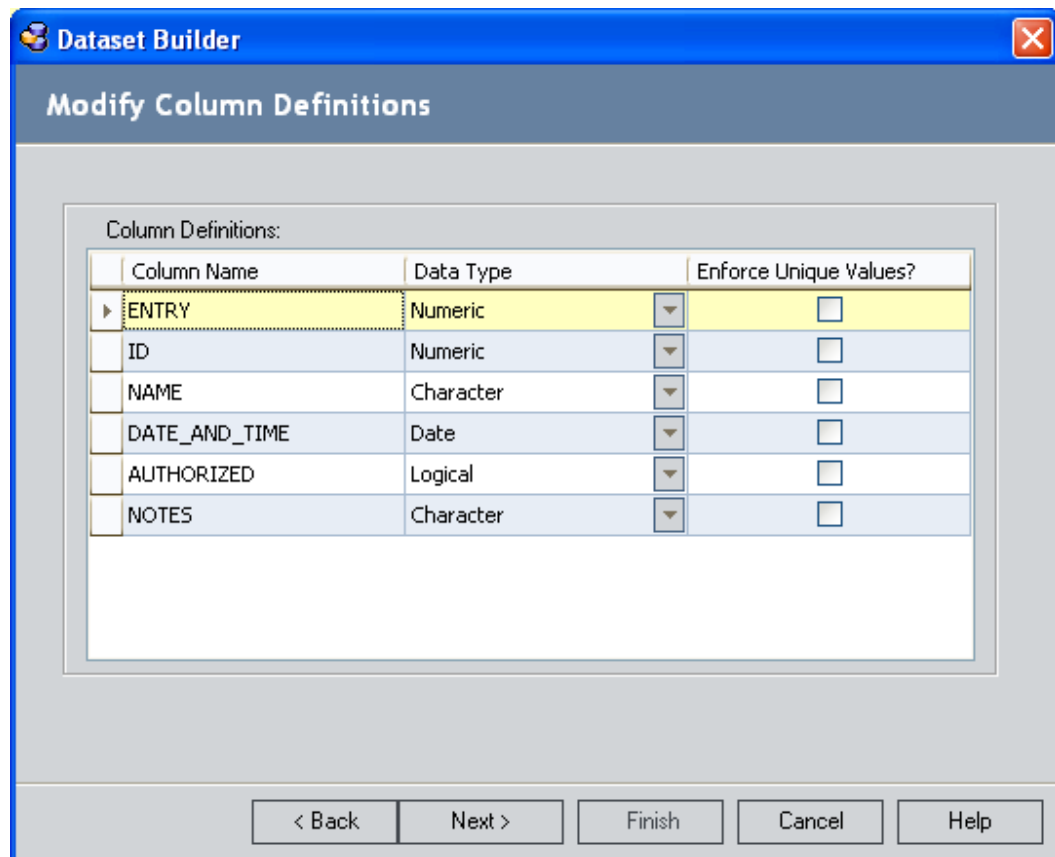 Dataset Builder
Modify Column Definitions
Column Definitions:
Column Name Data Type Enforce Unique Values?
ENTRY Numeric
ID Numeric
NAME Character
DATE_AND_TIME Date
AUTHORIZED Logical
NOTES Character
< Back Next > Finish Cancel Help